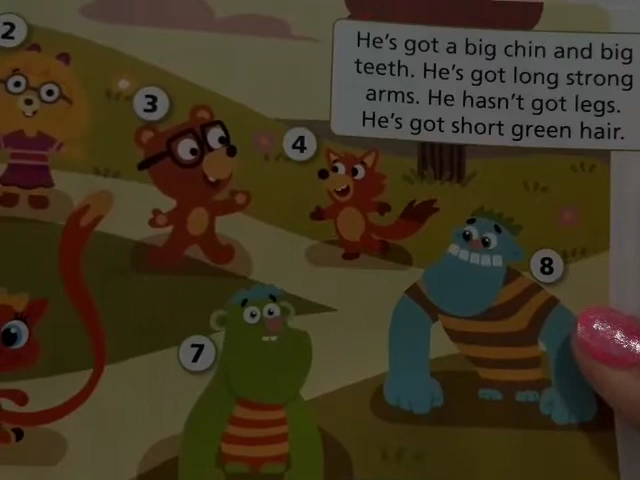 He's got a big chin and big
teeth. He's got long strong
arms. He hasn't got legs.
He's got short green hair.
2
3
4
8
7